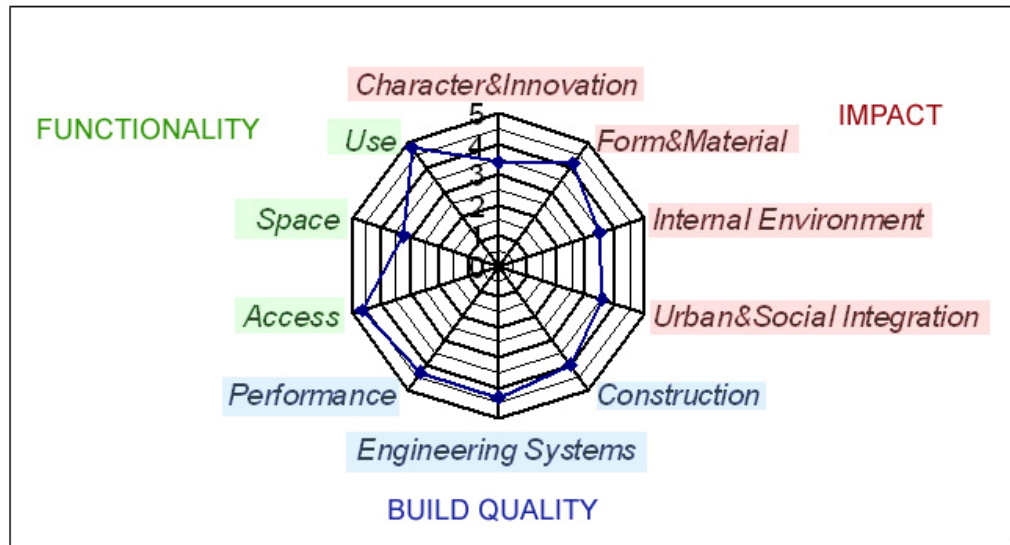 Character&Innovation
FUNCTIONALITY
IMPACT
5
Use
4
Form&Material
3
Space
2
Internal Environment
1
0
Access
Urban&Social Integration
Performance
Construction
Engineering Systems
BUILD QUALITY